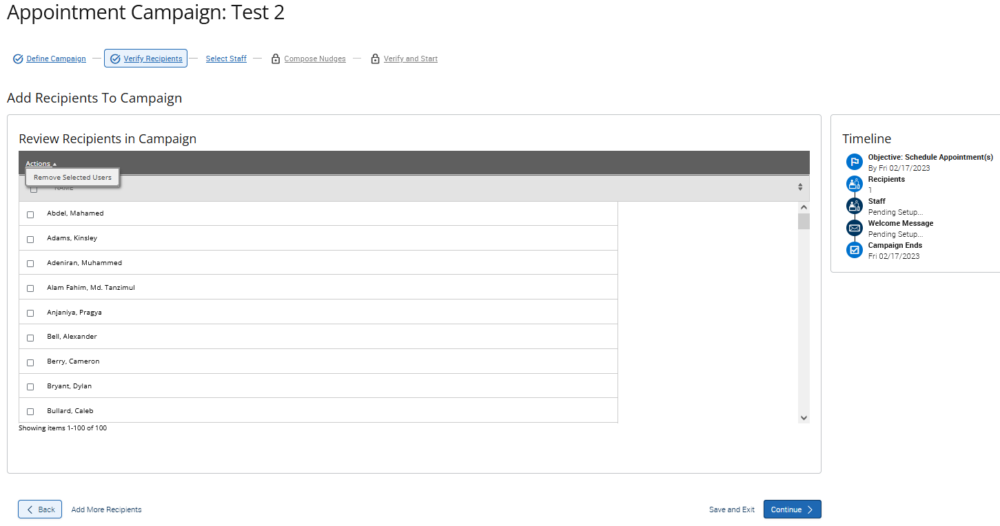 Appointment Campaign: Test 2
Define Campaign Verify Recipients Select Staff Compose Nudges Verify and Start
Add Recipients To Campaign
Review Recipients in Campaign
Actions
Remove Selected Users
NAME
Abdel, Mahamed
Adams, Kinsley
Adeniran, Muhammed
Alam Fahim, Md. Tanzimul
Anjaniya, Pragya
Bell, Alexander
Berry, Cameron
Bryant, Dylan
Bullard, Caleb
Showing items 1-100 of 100
Timeline
Objective: Schedule Appointment(s)
By Fri 02/17/2023
Recipients
1
Staff
Pending Setup...
Welcome Message
Pending Setup...
Campaign Ends
Fri 02/17/2023
Back Add More Recipients Save and Exit Continue